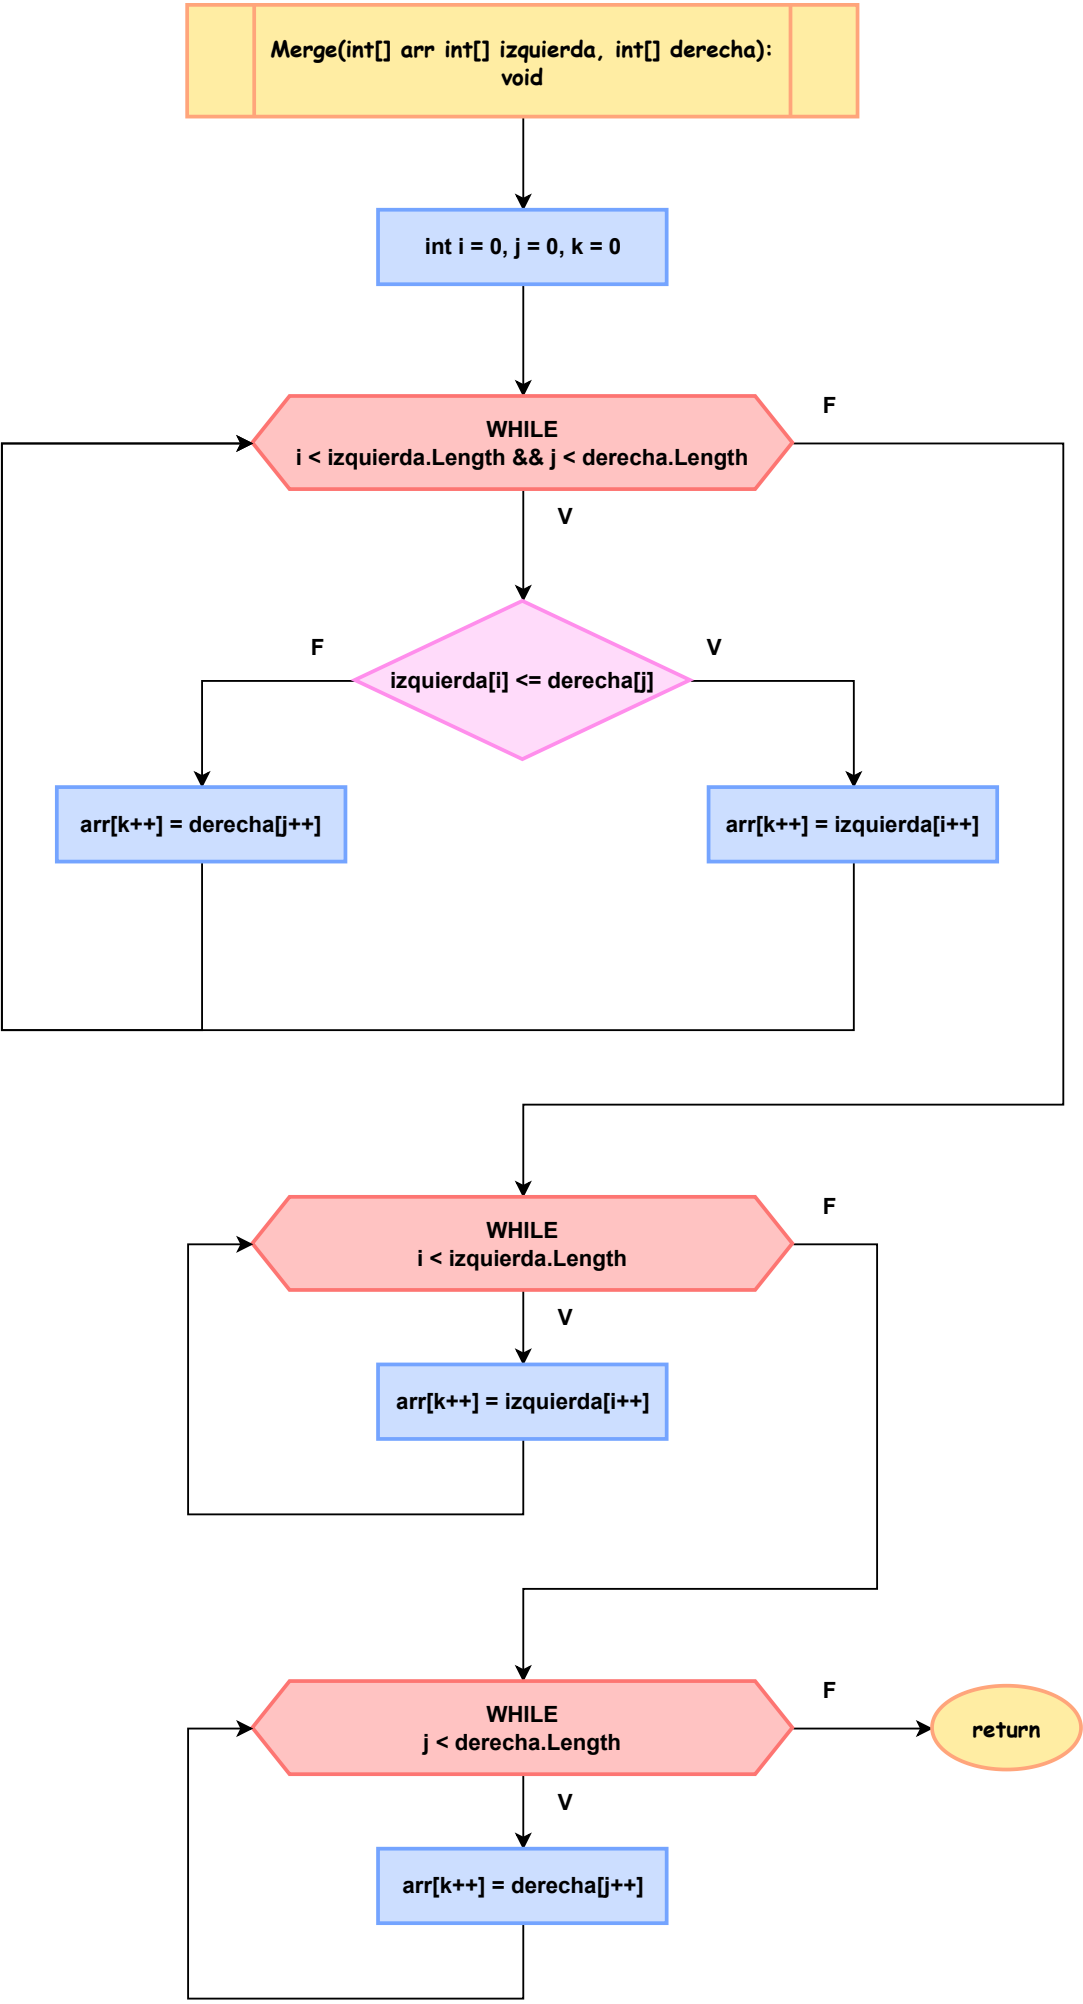 Merge(int[] arr int[] izquierda, int[] derecha):
void
int i = 0, j = 0, k = 0
F
WHILE
i < izquierda.Length && j < derecha.Length
V
F
V
izquierda[i] <= derecha[j]
arr[k++] = derecha[j++]
arr[k++] = izquierda[i++]
F
WHILE
i < izquierda.Length
V
arr[k++] = izquierda[i++]
F
WHILE
j < derecha.Length
return
V
arr[k++] = derecha[j++]